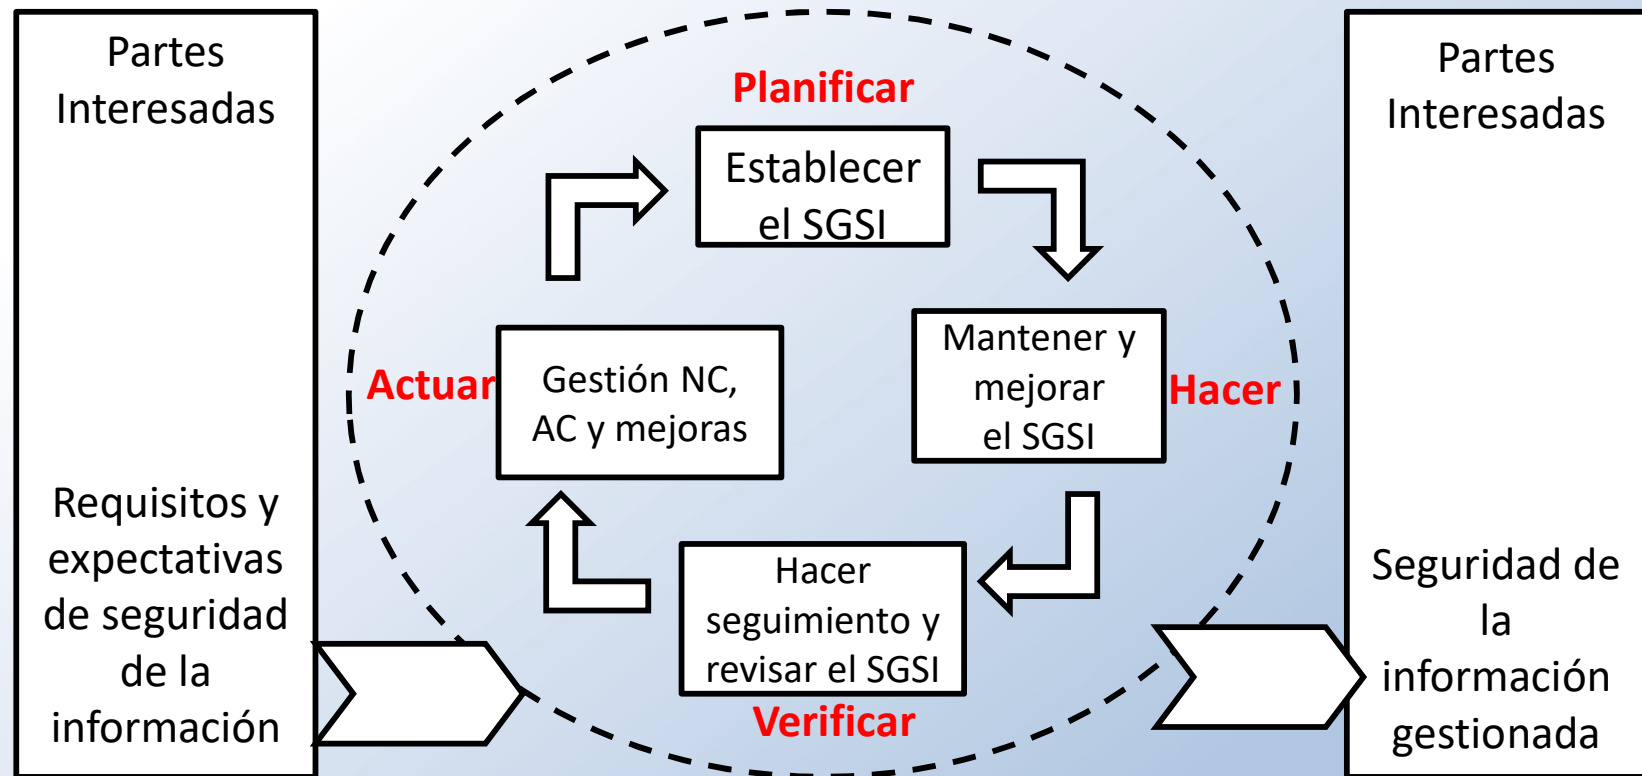 Partes
Interesadas
Requisitos y
expectativas
de seguridad
de la
información
Planificar
Establecer
el SGSI
Actuar
Gestión NC,
AC y mejoras
Mantener y
mejorar
el SGSI
Hacer
Hacer
seguimiento y
revisar el SGSI
Verificar
Partes
Interesadas
Seguridad de
la
información
gestionada